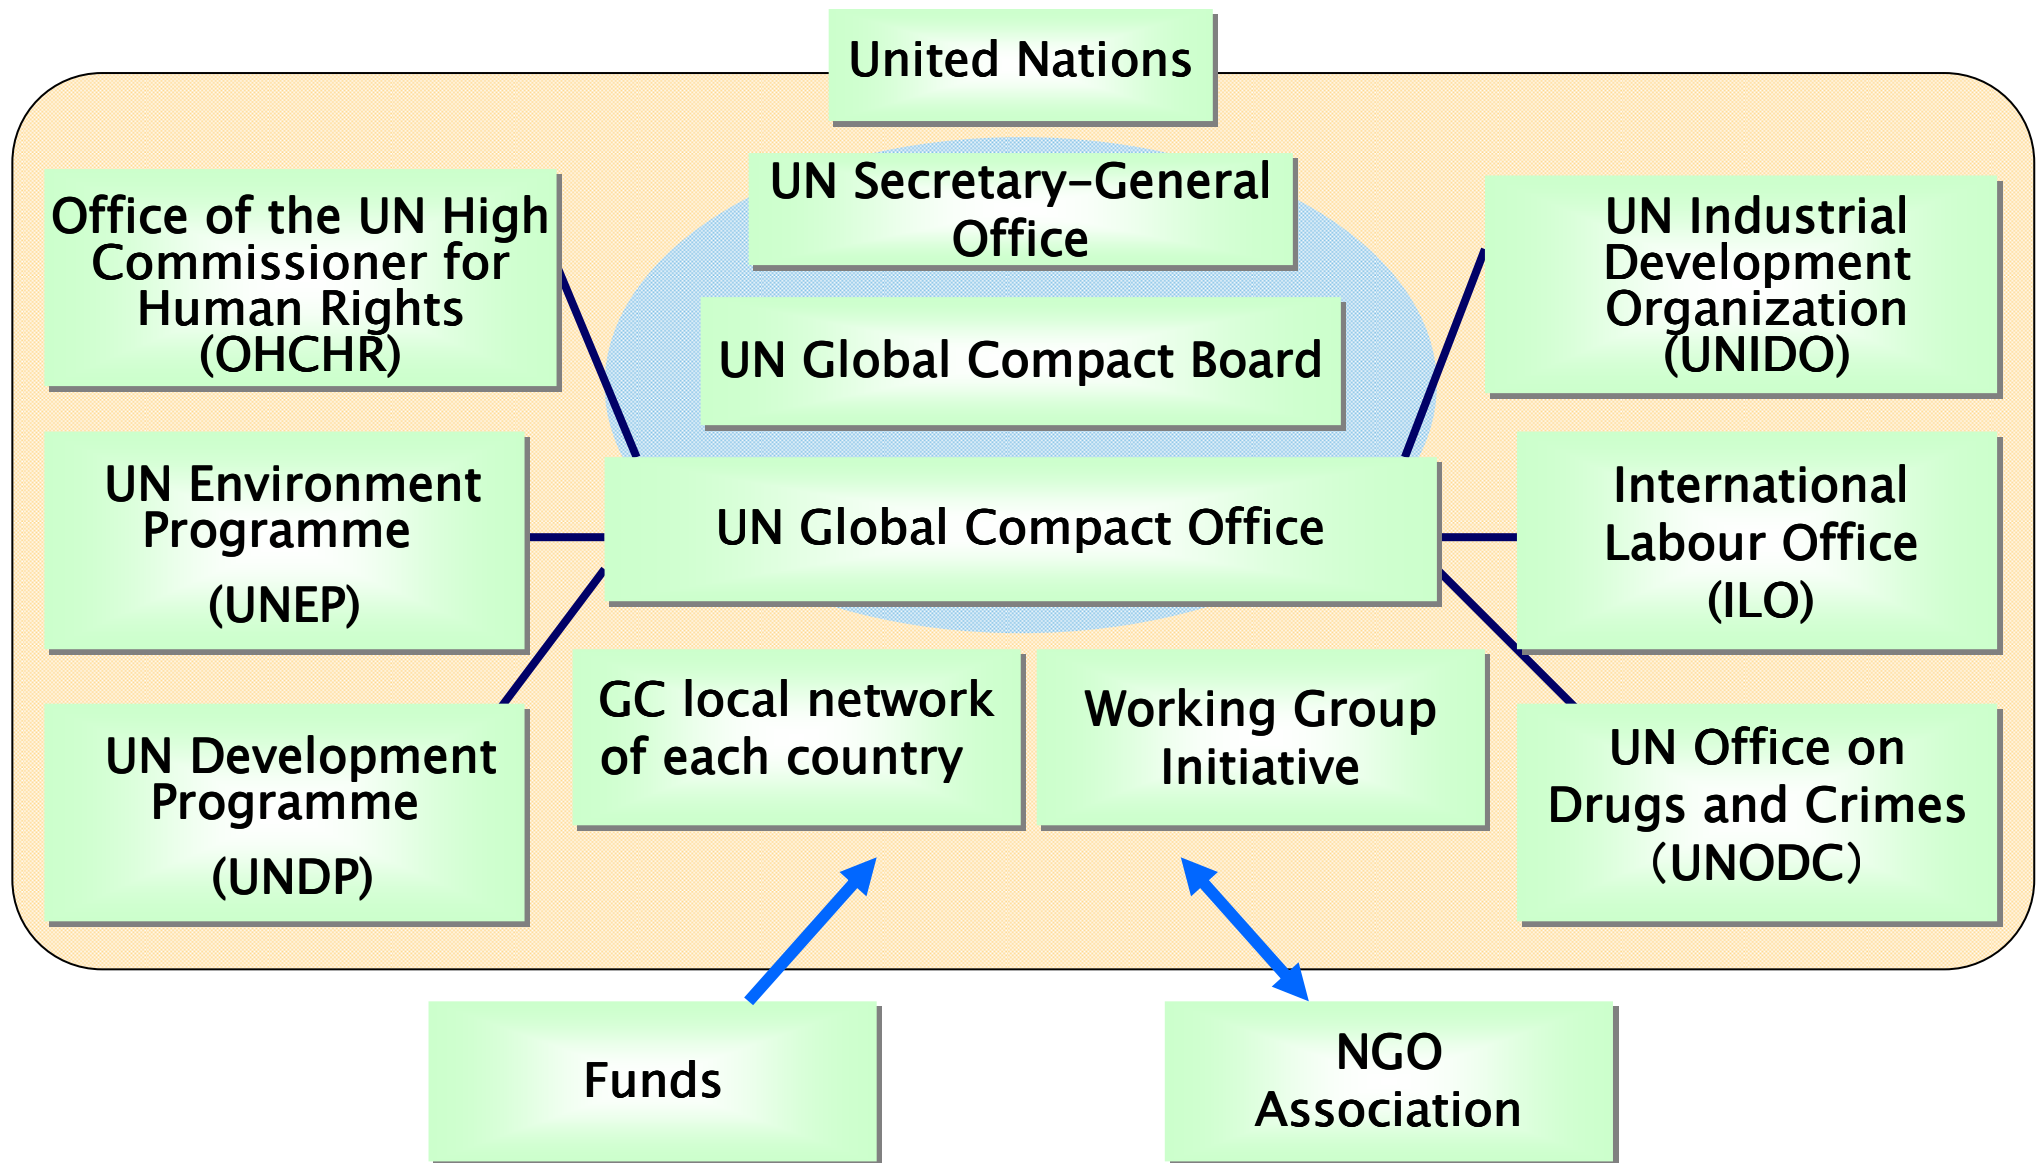 United Nations
UN Secretary-General
Office
Office of the UN High
Commissioner for
Human Rights
(OHCHR)
UN Global Compact Board
UN Industrial
Development
Organization
(UNIDO)
UN Environment
Programme
(UNEP)
UN Global Compact Office
International
Labour Office
(ILO)
UN Development
Programme
(UNDP)
GC local network
of each country
Working Group
Initiative
UN Office on
Drugs and Crimes
(UNODC)
Funds
NGO
Association